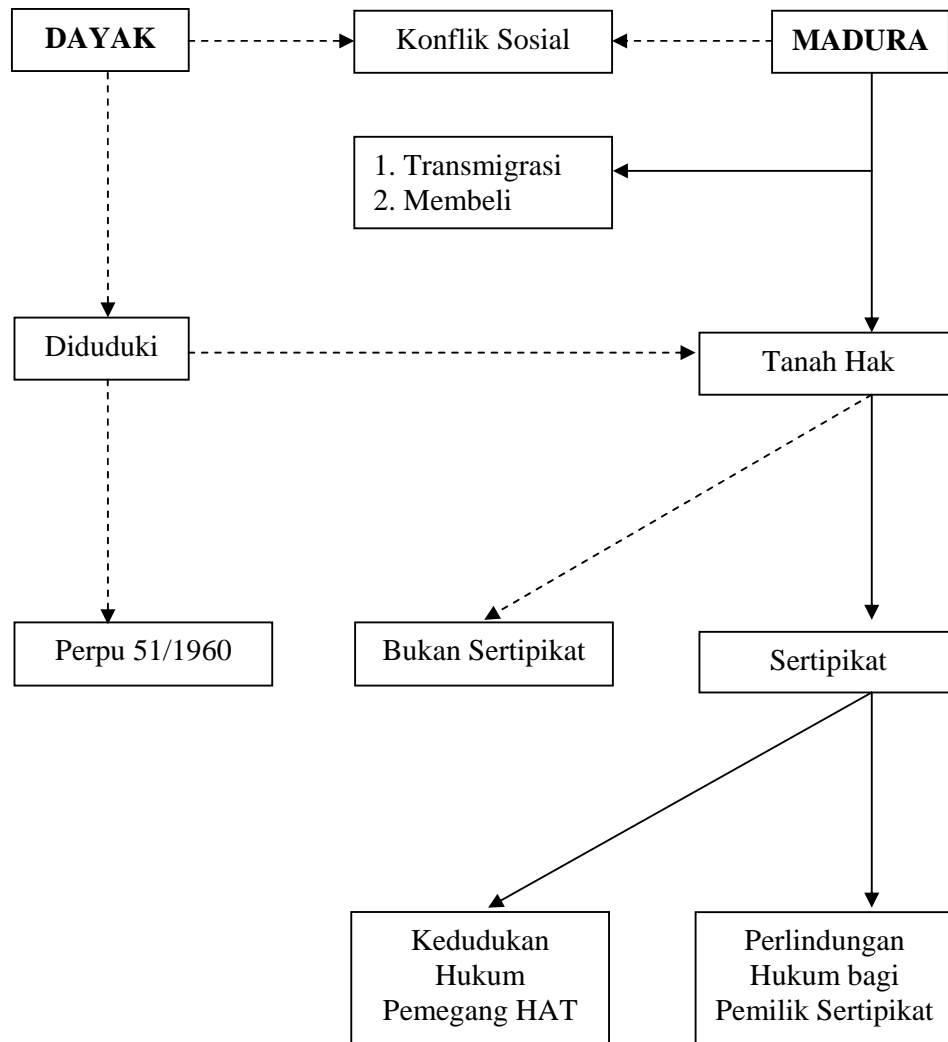 DAYAK
Konflik Sosial
MADURA
1. Transmigrasi
2. Membeli
Diduduki
Tanah Hak
Perpu 51/1960
Bukan Sertipikat
Sertipikat
Kedudukan
Hukum
Pemegang HAT
Perlindungan
Hukum bagi
Pemilik Sertipikat